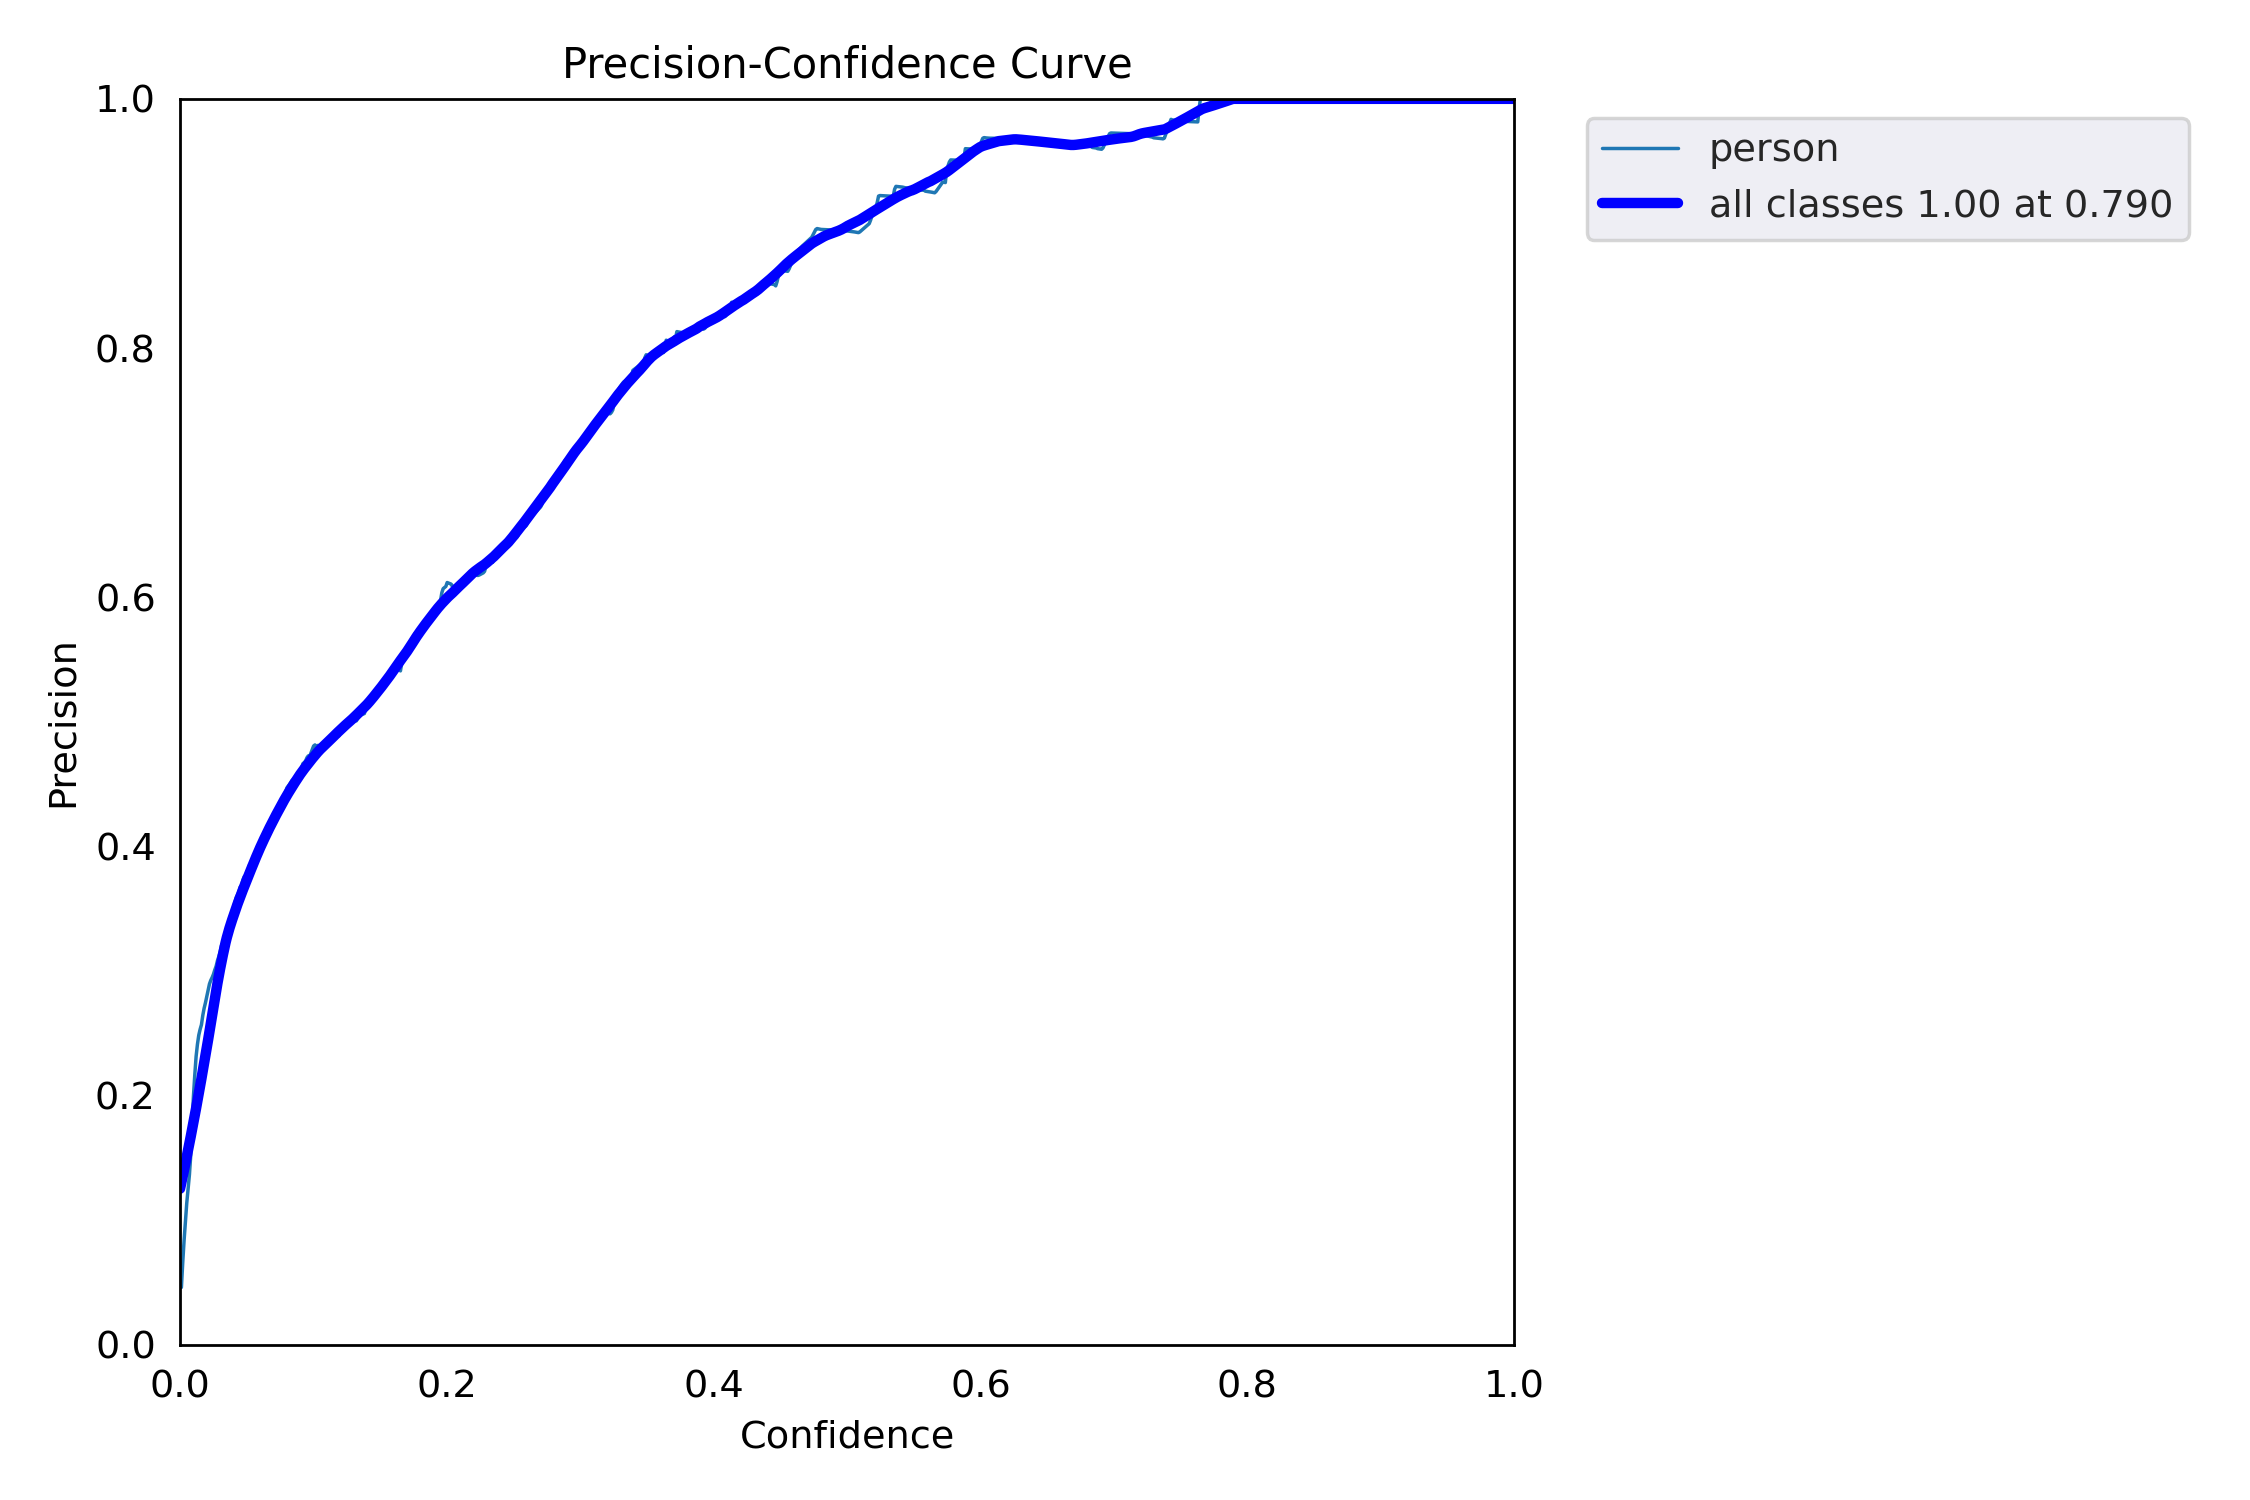 Precision-Confidence Curve
1.0
0.8
0.6
0.4
0.2
0.0
Precision
0.0 0.2 0.4 0.6 0.8 1.0
Confidence
person
all classes 1.00 at 0.790